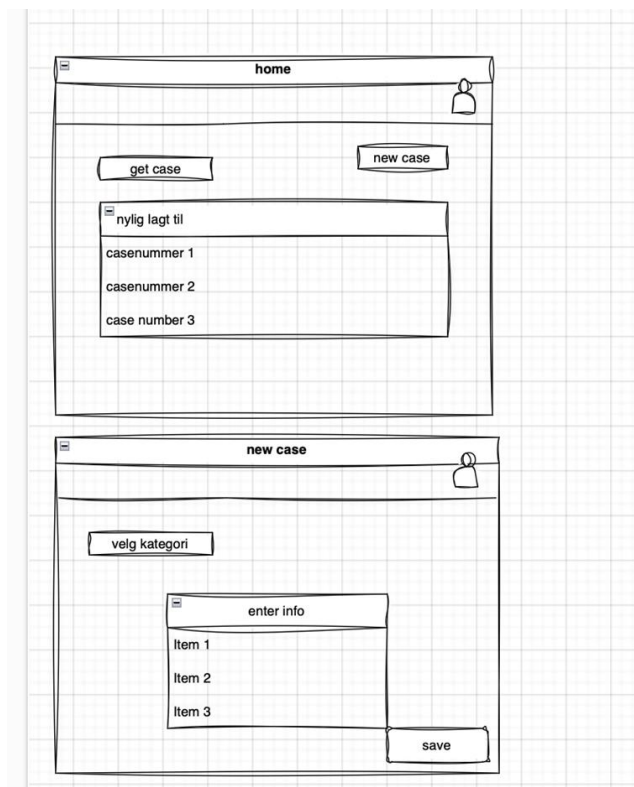 home
new case
get case
nylig lagt til
casenummer 1
casenummer 2
case number 3
new case
velg kategori
enter info
Item 1
Item 2
Item 3
save